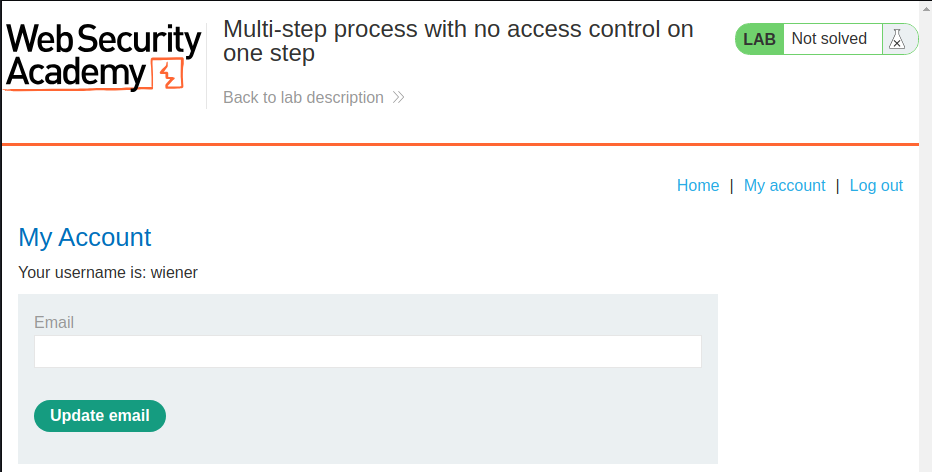 Web Security
Academy
Multi-step process with no access control on
one step
Back to lab description
LAB
Not solved
Home | My account | Log out
My Account
Your username is: wiener
Email
Update email